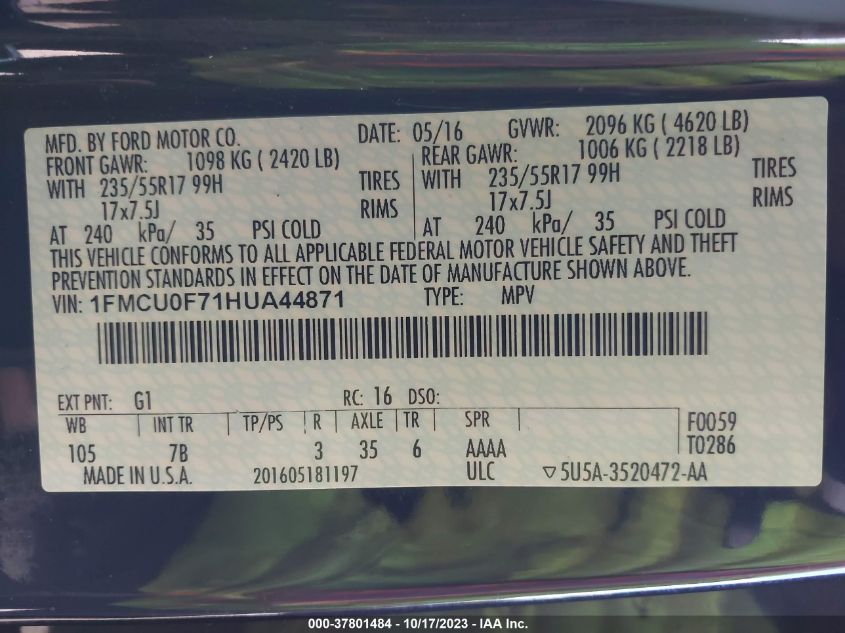 MFD. BY FORD MOTOR CO. DATE: 05/16 GVWR: 2096 KG ( 4620 LB)
FRONT GAWR: 1098 KG ( 2420 LB) REAR GAWR: 1006 KG ( 2218 LB)
WITH 235/55R17 99H TIRES WITH 235/55R17 99H TIRES
17x7.5J RIMS 17x7.5J RIMS
AT 240 kPa/ 35 PSI COLD AT 240 kPa/ 35 PSI COLD
THIS VEHICLE CONFORMS TO ALL APPLICABLE FEDERAL MOTOR VEHICLE SAFETY AND THEFT
PREVENTION STANDARDS IN EFFECT ON THE DATE OF MANUFACTURE SHOWN ABOVE.
VIN: 1FMCU0F71HUA44871 TYPE: MPV
EXT PNT: G1 RC: 16 DSO:
WB INT TR TP/PS R AXLE TR SPR F0059
105 7B 3 35 6 AAAA T0286
MADE IN U.S.A. 201605181197 ULC ▽5U5A-3520472-AA
000-37801484 - 10/17/2023 - IAA Inc.